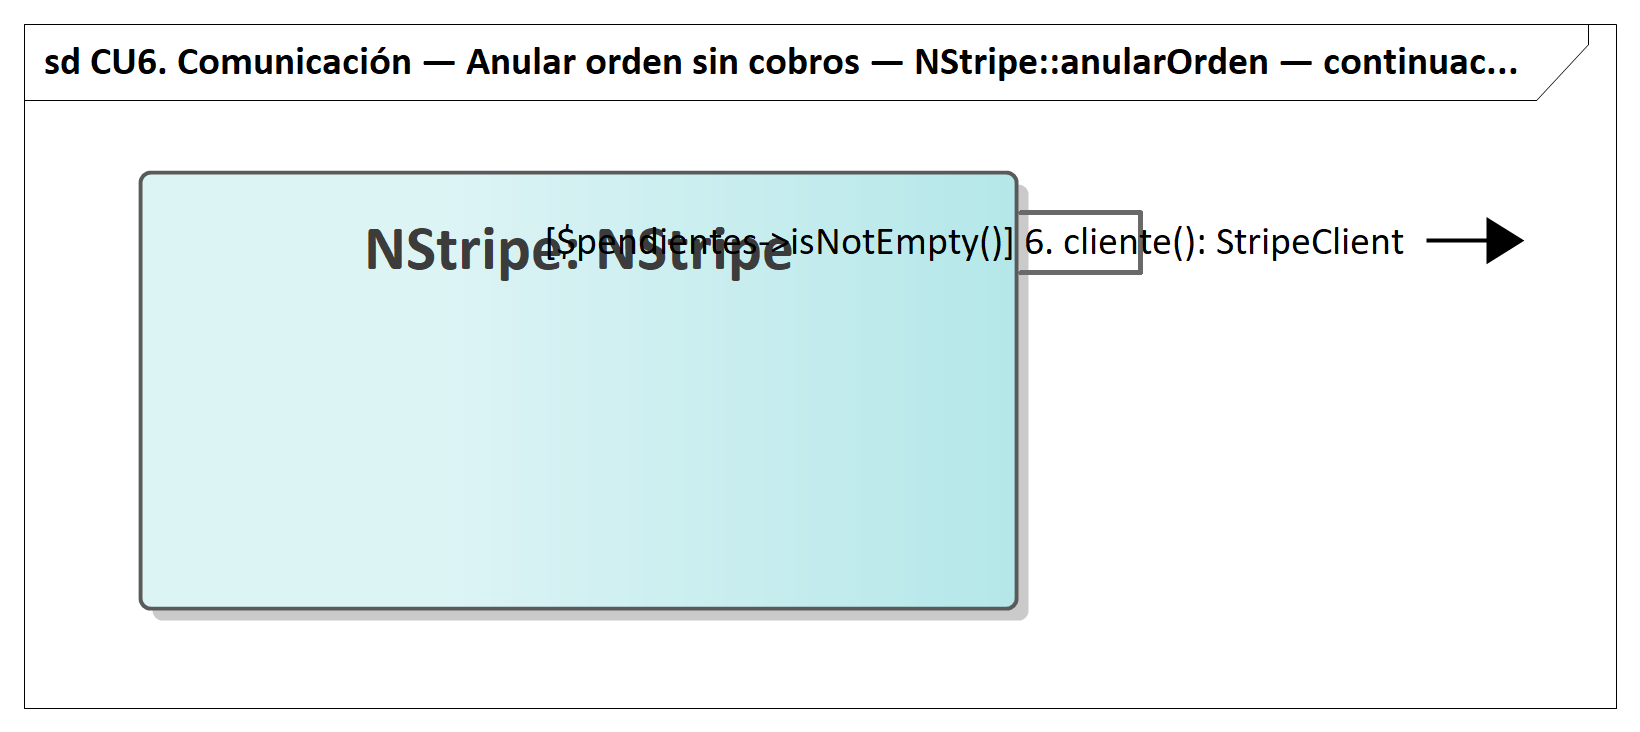 sd CU6. Comunicación — Anular orden sin cobros — NStripe::anularOrden — continuac...
NStripe: NStripe
[$pendientes->isNotEmpty()] 6. cliente(): StripeClient